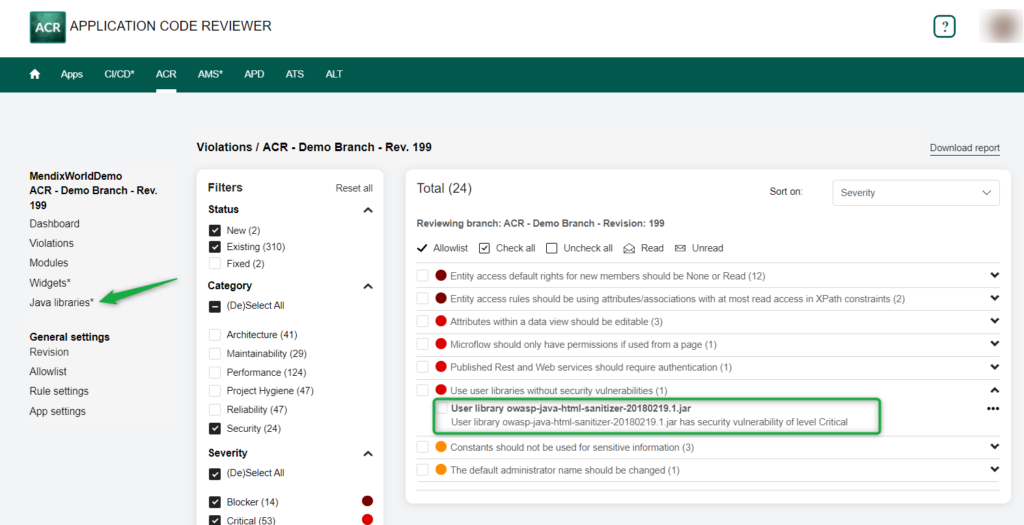 ACR APPLICATION CODE REVIEWER
?
Apps CI/CD* ACR AMS* APD ATS ALT
MendixWorldDemo
ACR - Demo Branch - Rev.
199
Dashboard
Violations
Modules
Widgets*
Java libraries*
General settings
Revision
Allowlist
Rule settings
App settings
Violations / ACR - Demo Branch - Rev. 199
Download report
Filters Reset all
Status
New (2)
Existing (310)
Fixed (2)
Category
(De)Select All
Architecture (41)
Maintainability (29)
Performance (124)
Project Hygiene (47)
Reliability (47)
Security (24)
Severity
(De)Select All
Blocker (14)
Critical (53)
Total (24)
Sort on: Severity
Reviewing branch: ACR - Demo Branch - Revision: 199
Allowlist Check all Uncheck all Read Unread
Entity access default rights for new members should be None or Read (12)
Entity access rules should be using attributes/associations with at most read access in XPath constraints (2)
Attributes within a data view should be editable (3)
Microflow should only have permissions if used from a page (1)
Published Rest and Web services should require authentication (1)
Use user libraries without security vulnerabilities (1)
User library owasp-java-html-sanitizer-20180219.1.jar
User library owasp-java-html-sanitizer-20180219.1.jar has security vulnerability of level Critical
Constants should not be used for sensitive information (3)
The default administrator name should be changed (1)